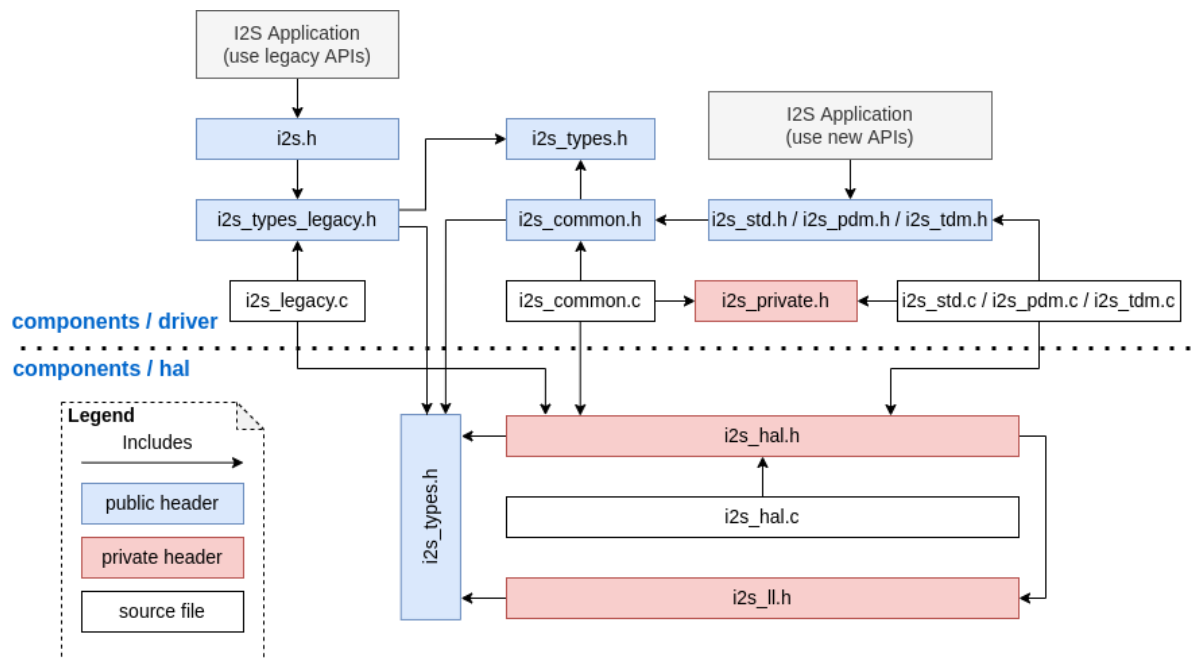 I2S Application
(use legacy APIs)
I2S Application
(use new APIs)
i2s.h
i2s_types.h
i2s_types_legacy.h
i2s_common.h
i2s_std.h / i2s_pdm.h / i2s_tdm.h
i2s_legacy.c
i2s_common.c
i2s_private.h
i2s_std.c / i2s_pdm.c / i2s_tdm.c
components / driver
components / hal
Legend
Includes
public header
private header
source file
i2s_types.h
i2s_hal.h
i2s_hal.c
i2s_ll.h